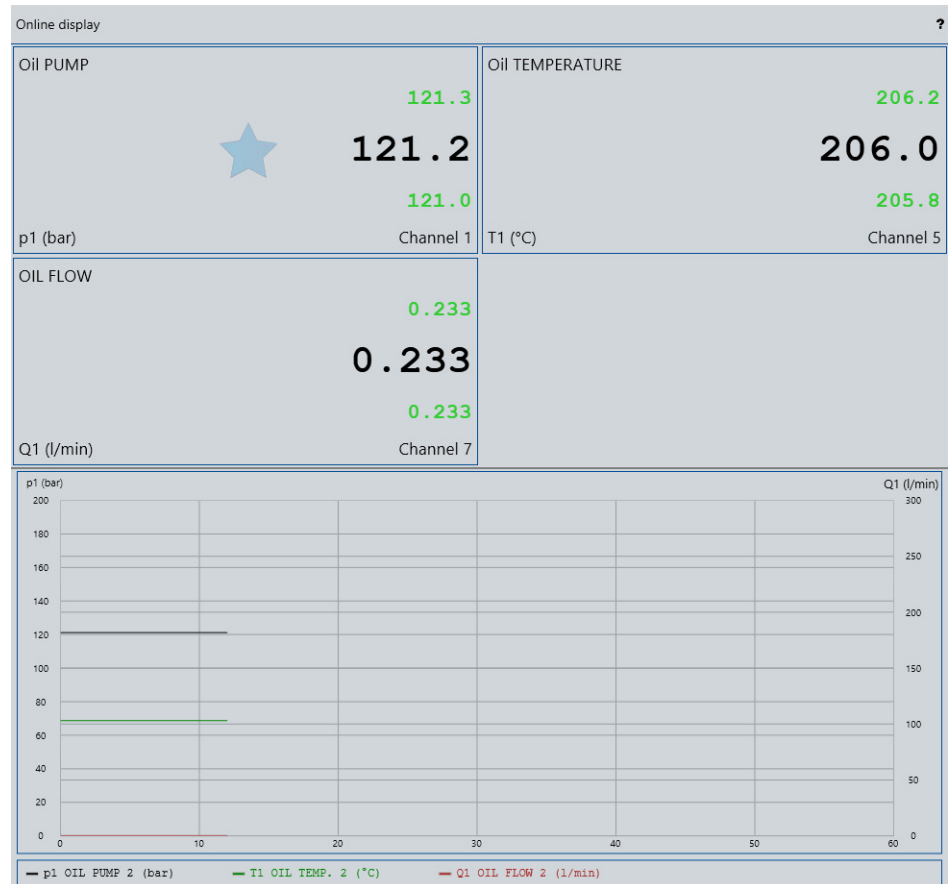 Online display ?
Oil PUMP
121.3
121.2
121.0
p1 (bar) Channel 1
Oil TEMPERATURE
206.2
206.0
205.8
T1 (°C) Channel 5
OIL FLOW
0.233
0.233
0.233
Q1 (l/min) Channel 7
p1 (bar) Q1 (l/min)
200 300
180
160 250
140
120 200
100 150
80
60 100
40
20 50
0 0
0 10 20 30 40 50 60
p1 OIL PUMP 2 (bar) T1 OIL TEMP. 2 (°C) Q1 OIL FLOW 2 (l/min)